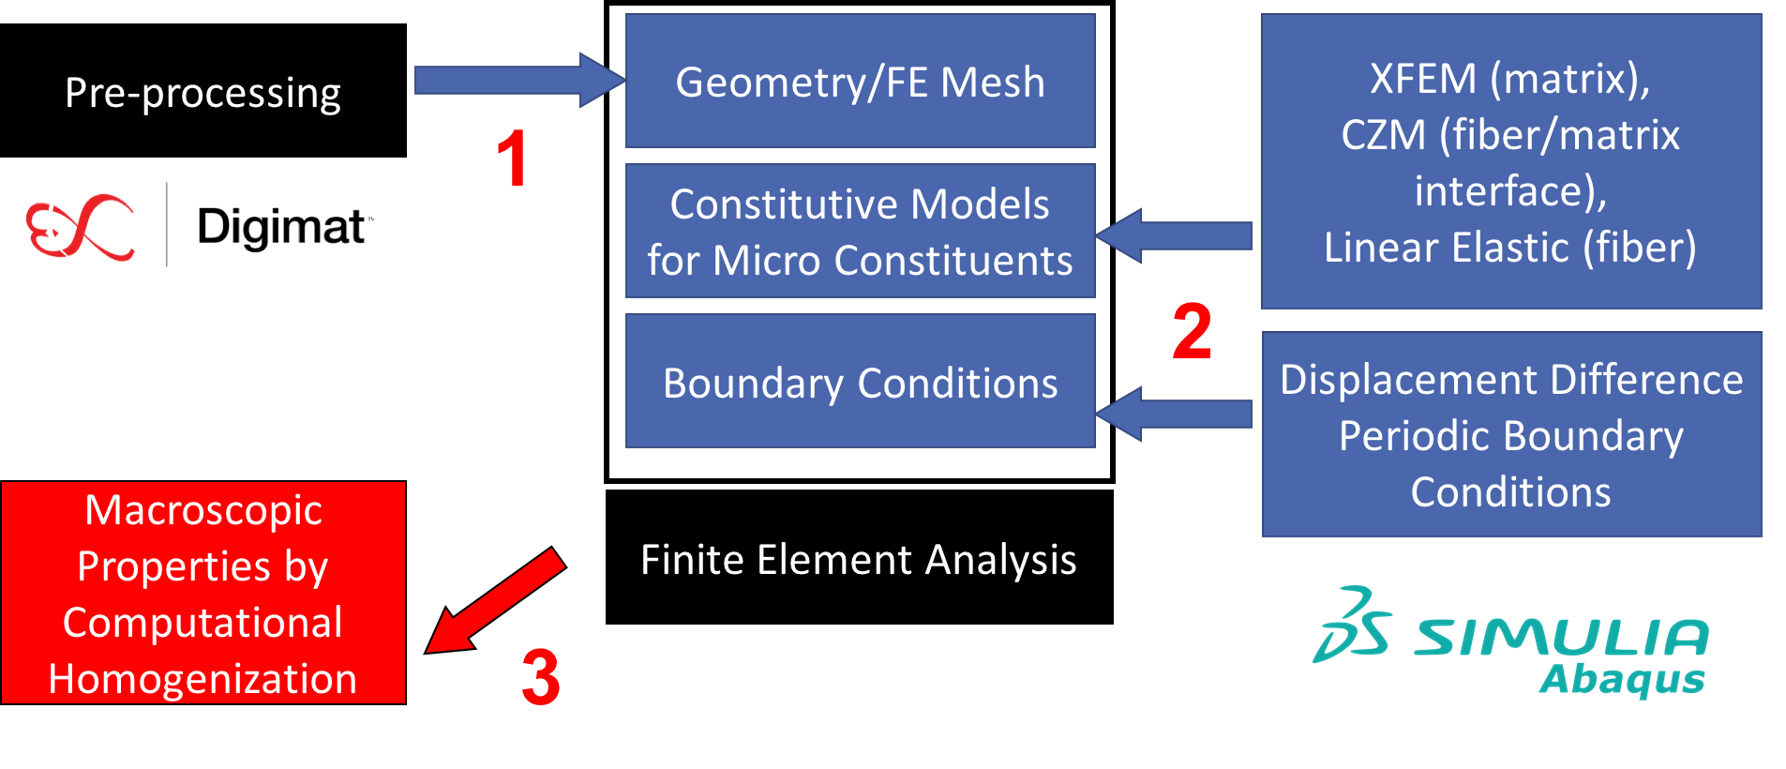 Pre-processing
Digimat
1
Geometry/FE Mesh
Constitutive Models
for Micro Constituents
Boundary Conditions
Finite Element Analysis
XFEM (matrix),
CZM (fiber/matrix
interface),
Linear Elastic (fiber)
2
Displacement Difference
Periodic Boundary
Conditions
SIMULIA
Abaqus
3
Macroscopic
Properties by
Computational
Homogenization